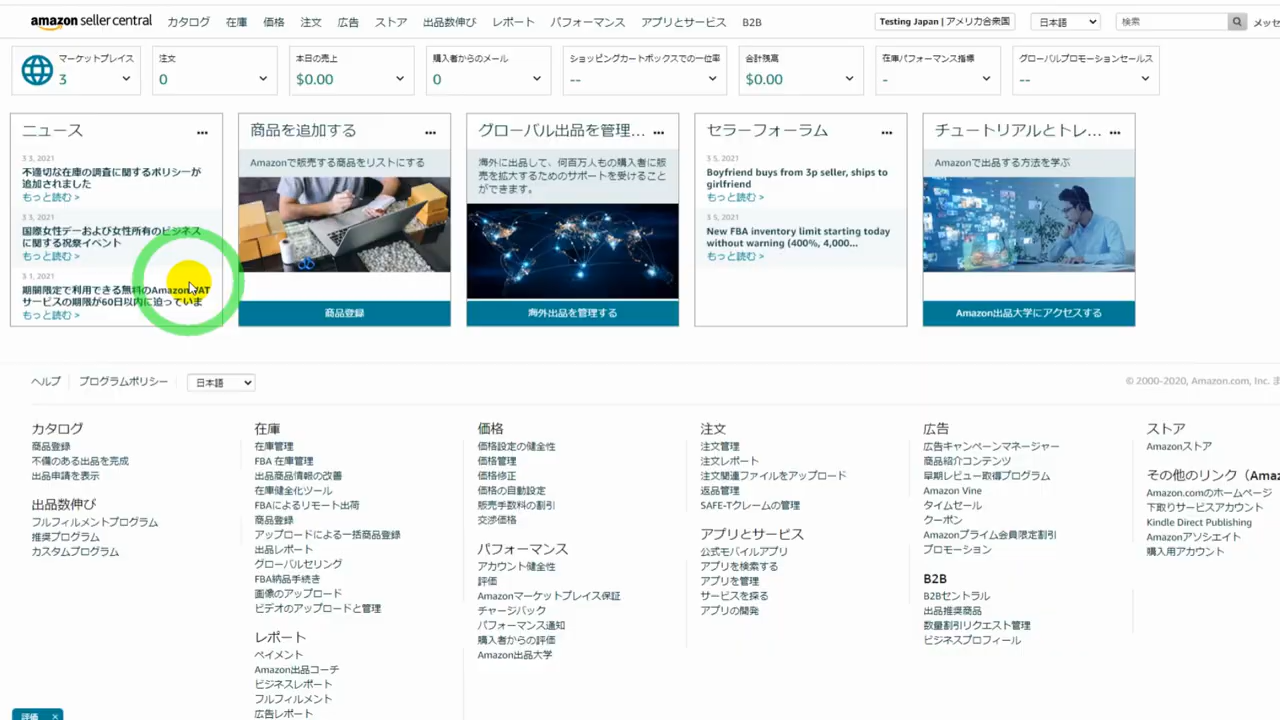 amazon seller central
カタログ 在庫 価格 注文 広告 ストア 出品数伸び レポート パフォーマンス アプリとサービス B2B
Testing Japan | アメリカ合衆国
日本語
検索
メッセ
マーケットプレイス
3
注文
0
本日の売上
$0.00
購入者からのメール
0
ショッピングカートボックスでの一位率
--
合計残高
$0.00
在庫パフォーマンス指標
-
グローバルプロモーションセールス
--
ニュース
3 3, 2021
不適切な在庫の調査に関するポリシーが
追加されました
もっと読む >
3 3, 2021
国際女性デーおよび女性所有のビジネス
に関する祝祭イベント
もっと読む >
3 1, 2021
期間限定で利用できる無料のAmazon VAT
サービスの期限が60日以内に迫っていま
もっと読む >
商品を追加する
Amazonで販売する商品をリストにする
商品登録
グローバル出品を管理...
海外に出品して、何百万人もの購入者に販
売を拡大するためのサポートを受けること
ができます。
海外出品を管理する
セラーフォーラム
3 5, 2021
Boyfriend buys from 3p seller, ships to
girlfriend
もっと読む >
3 5, 2021
New FBA inventory limit starting today
without warning (400%, 4,000...
もっと読む >
チュートリアルとトレ...
Amazonで出品する方法を学ぶ
Amazon出品大学にアクセスする
ヘルプ プログラムポリシー 日本語
© 2000-2020, Amazon.com, Inc. ま
カタログ
商品登録
不備のある出品を完成
出品申請を表示
出品数伸び
フルフィルメントプログラム
推奨プログラム
カスタムプログラム
在庫
在庫管理
FBA 在庫管理
出品商品情報の改善
在庫健全化ツール
FBAによるリモート出荷
商品登録
アップロードによる一括商品登録
出品レポート
グローバルセリング
FBA納品手続き
画像のアップロード
ビデオのアップロードと管理
レポート
ペイメント
Amazon出品コーチ
ビジネスレポート
フルフィルメント
広告レポート
価格
価格設定の健全性
価格管理
価格修正
価格の自動設定
販売手数料の割引
交渉価格
パフォーマンス
アカウント健全性
評価
Amazonマーケットプレイス保証
チャージバック
パフォーマンス通知
購入者からの評価
Amazon出品大学
注文
注文管理
注文レポート
注文関連ファイルをアップロード
返品管理
SAFE-Tクレームの管理
アプリとサービス
公式モバイルアプリ
アプリを検索する
アプリを管理
サービスを探る
アプリの開発
広告
広告キャンペーンマネージャー
商品紹介コンテンツ
早期レビュー取得プログラム
Amazon Vine
タイムセール
クーポン
Amazonプライム会員限定割引
プロモーション
B2B
B2Bセントラル
出品推奨商品
数量割引リクエスト管理
ビジネスプロフィール
ストア
Amazonストア
その他のリンク（Amaz
Amazon.comのホームページ
下取りサービスアカウント
Kindle Direct Publishing
Amazonアソシエイト
購入用アカウント
評価 ×